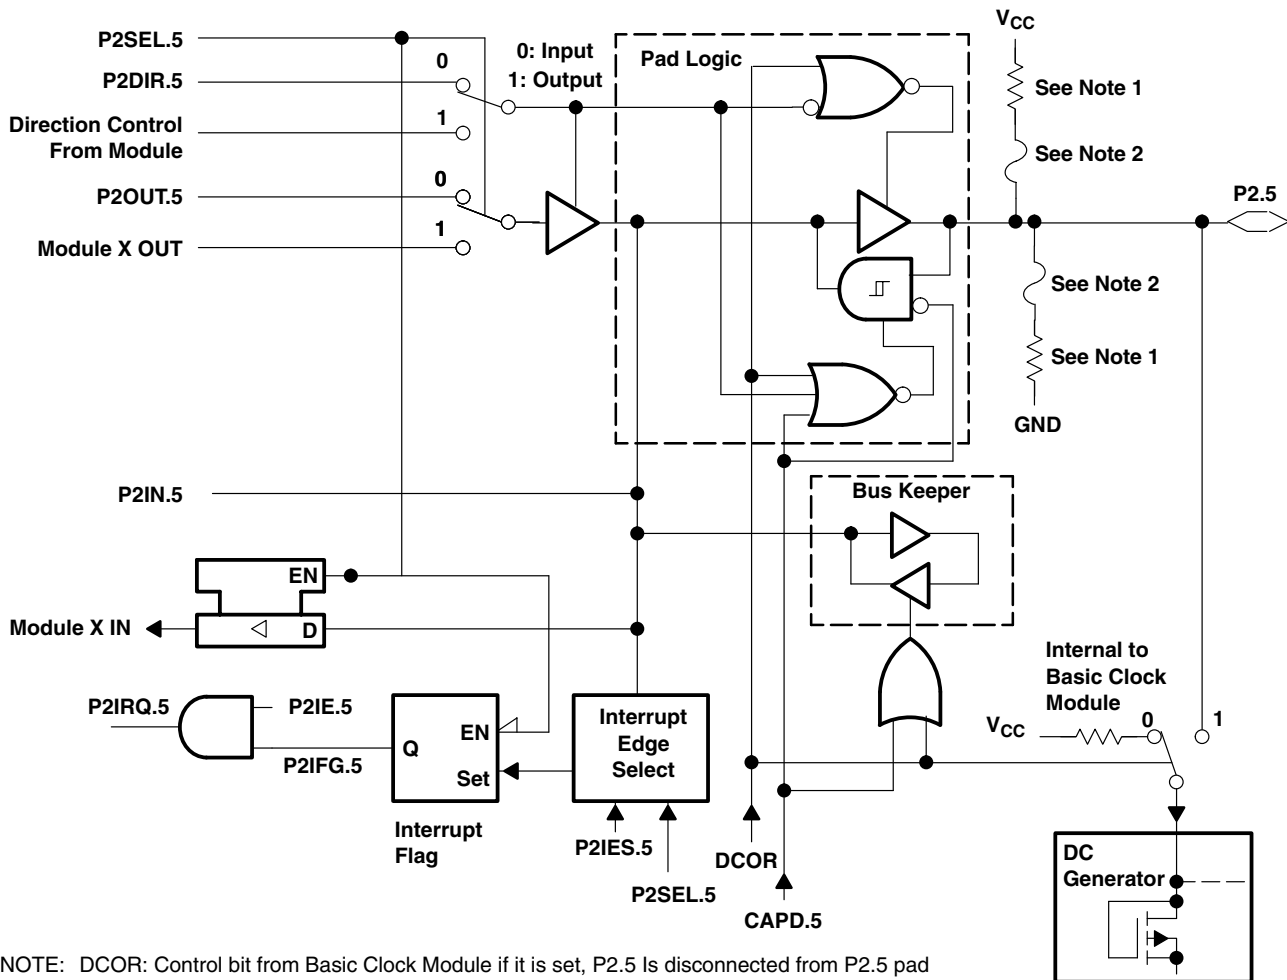 VCC
P2SEL.5
0
0: Input
1: Output
Pad Logic
P2DIR.5
See Note 1
Direction Control
From Module
1
See Note 2
P2OUT.5
0
P2.5
1
Module X OUT
See Note 2
See Note 1
GND
P2IN.5
Bus Keeper
EN
Module X IN
D
Internal to
Basic Clock
Module
P2IRQ.5
P2IE.5
P2IFG.5
Q
EN
Set
Interrupt
Edge
Select
VCC
0
1
Interrupt
Flag
P2IES.5
P2SEL.5
DCOR
CAPD.5
DC
Generator
NOTE: DCOR: Control bit from Basic Clock Module if it is set, P2.5 Is disconnected from P2.5 pad